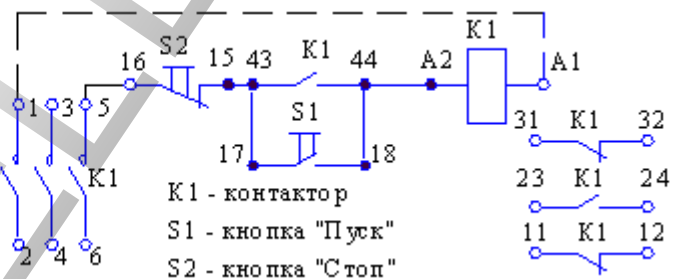 K1
S2
16 15 43 K1 44 A2 A1
1 3 5
S1
31 K1 32
17 18
K1
23 K1 24
K1 - контактор
S1 - кнопка "Пуск"
11 K1 12
2 4 6
S2 - кнопка "Стоп"